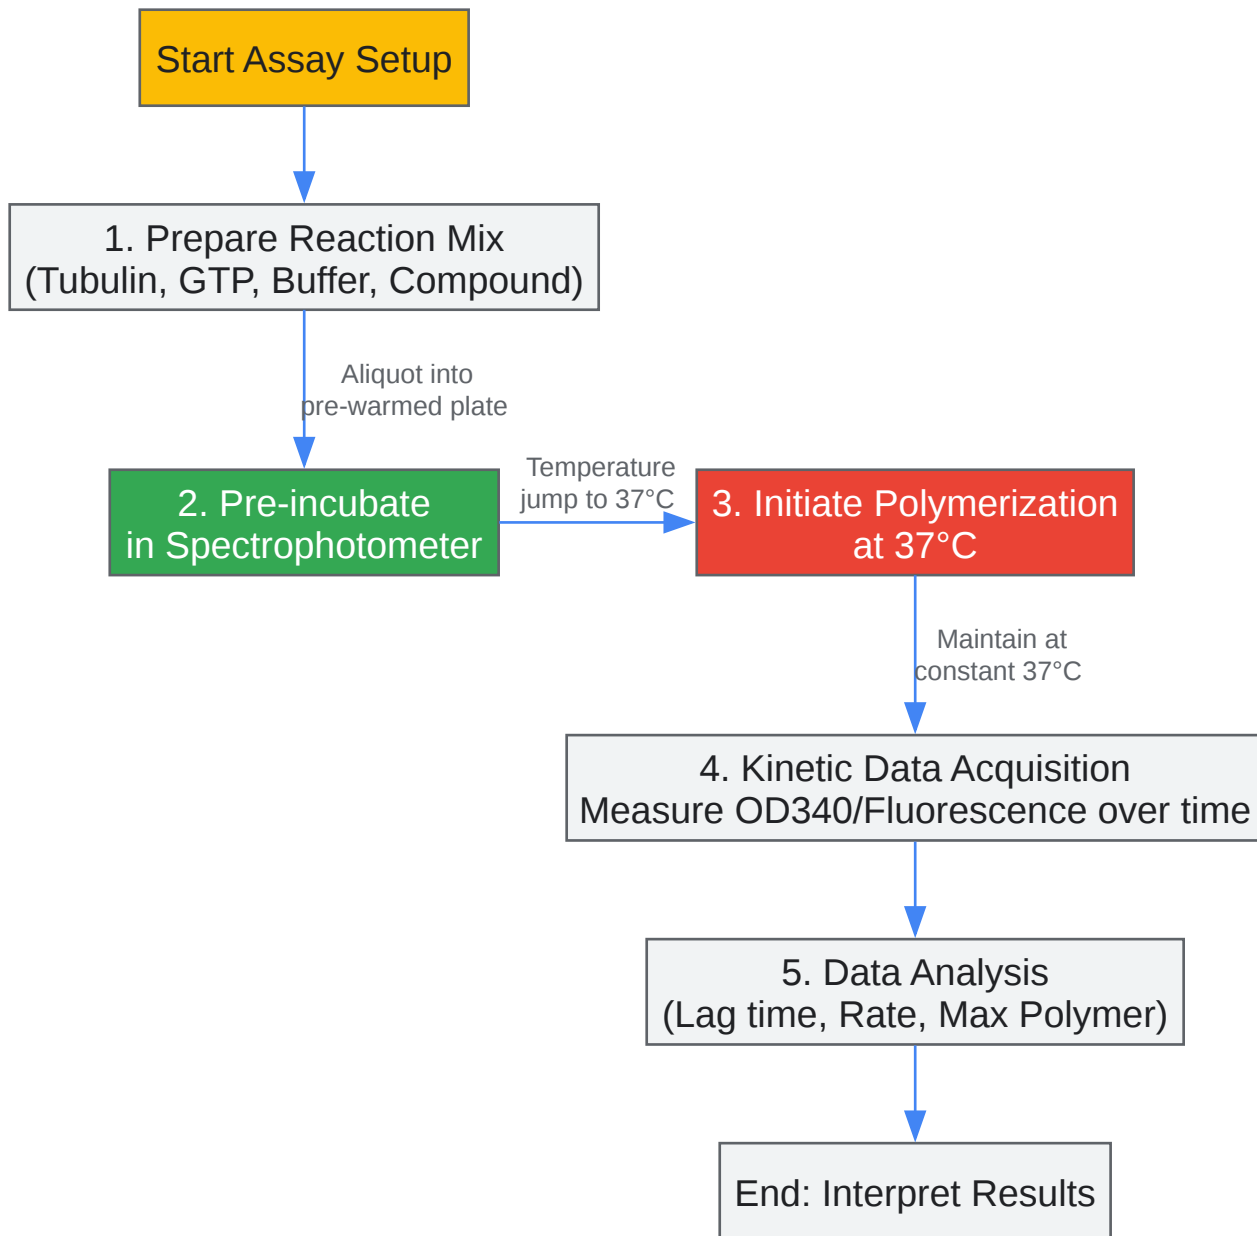 Start Assay Setup
1. Prepare Reaction Mix
(Tubulin, GTP, Buffer, Compound)
Aliquot into
pre-warmed plate
2. Pre-incubate
in Spectrophotometer
Temperature
jump to 37°C
3. Initiate Polymerization
at 37°C
Maintain at
constant 37°C
4. Kinetic Data Acquisition
Measure OD340/Fluorescence over time
5. Data Analysis
(Lag time, Rate, Max Polymer)
End: Interpret Results